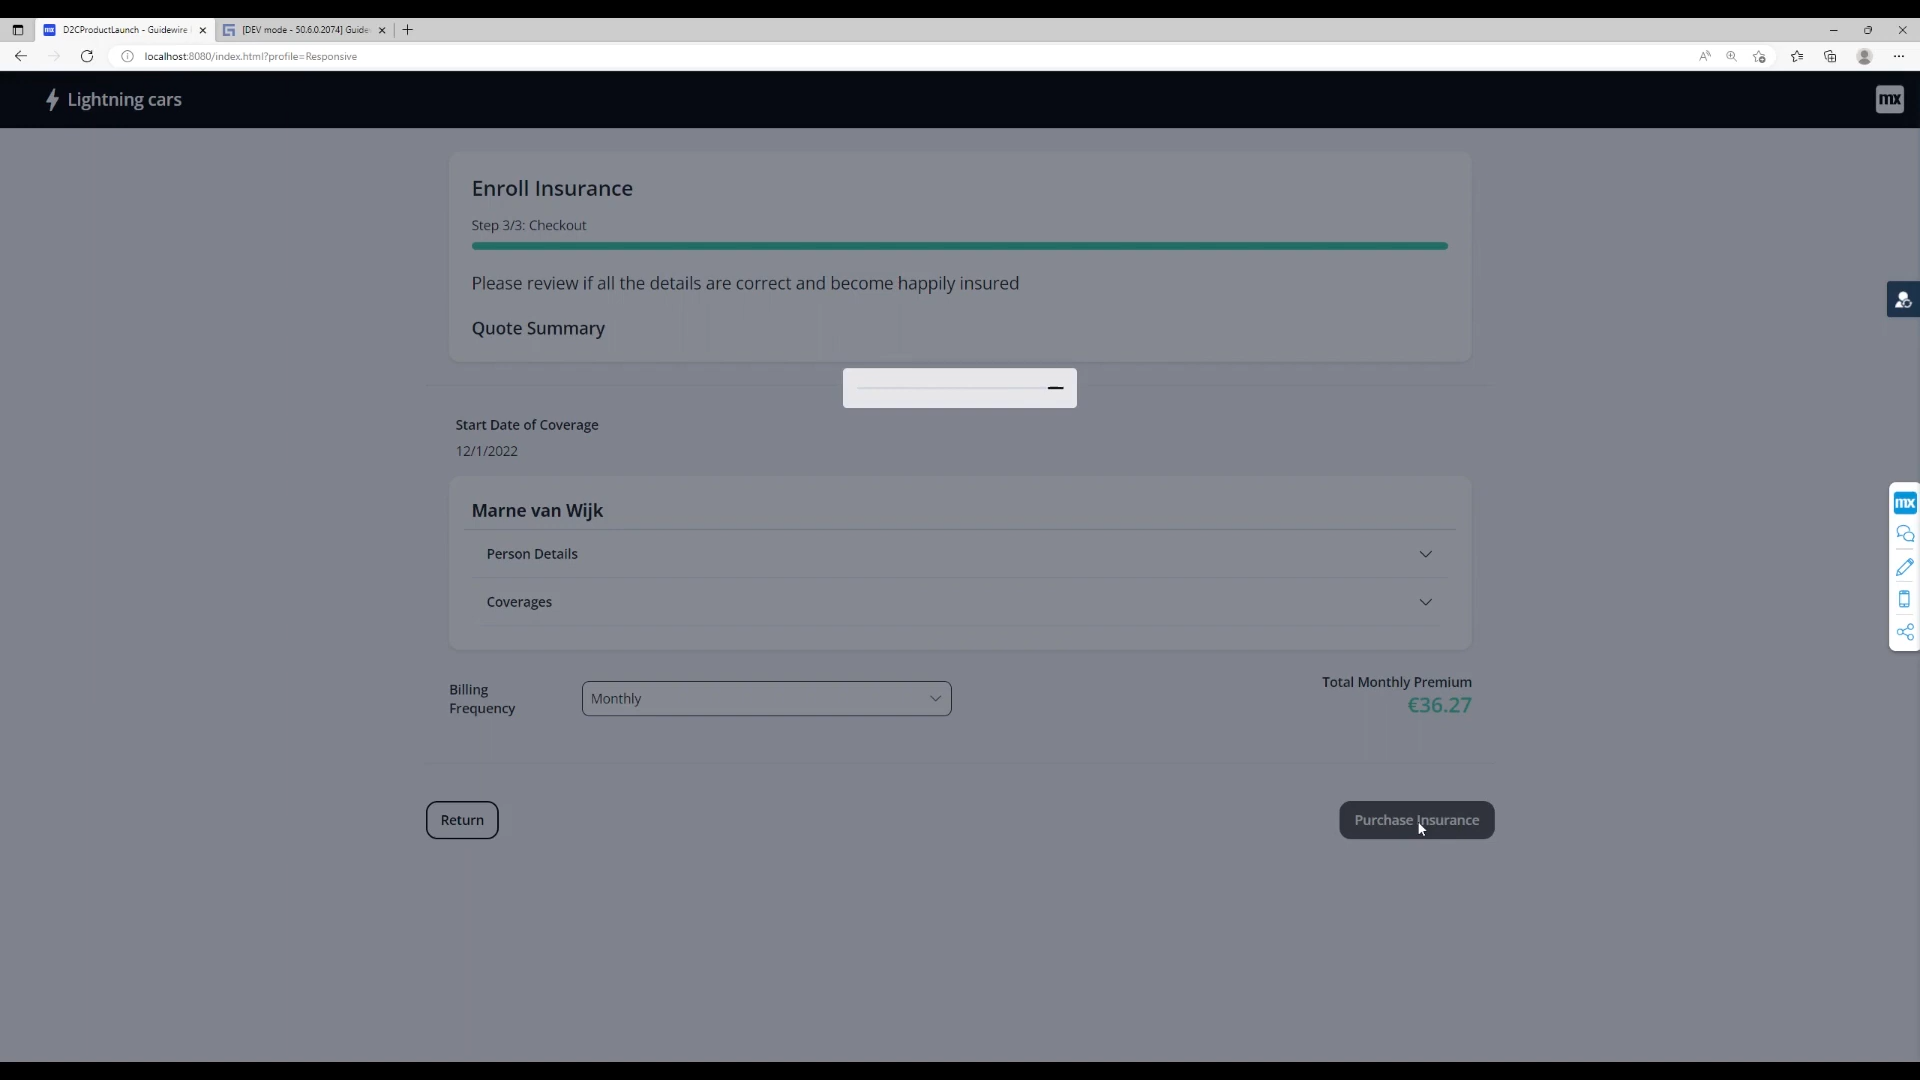 D2CProductLaunch - Guidewire
[DEV mode - 50.6.0.2074] Guide
localhost:8080/index.html?profile=Responsive
Lightning cars
mx
Enroll Insurance
Step 3/3: Checkout
Please review if all the details are correct and become happily insured
Quote Summary
Start Date of Coverage
12/1/2022
Marne van Wijk
mx
Person Details
Coverages
Billing
Frequency
Monthly
Total Monthly Premium
€36.27
Return
Purchase Insurance